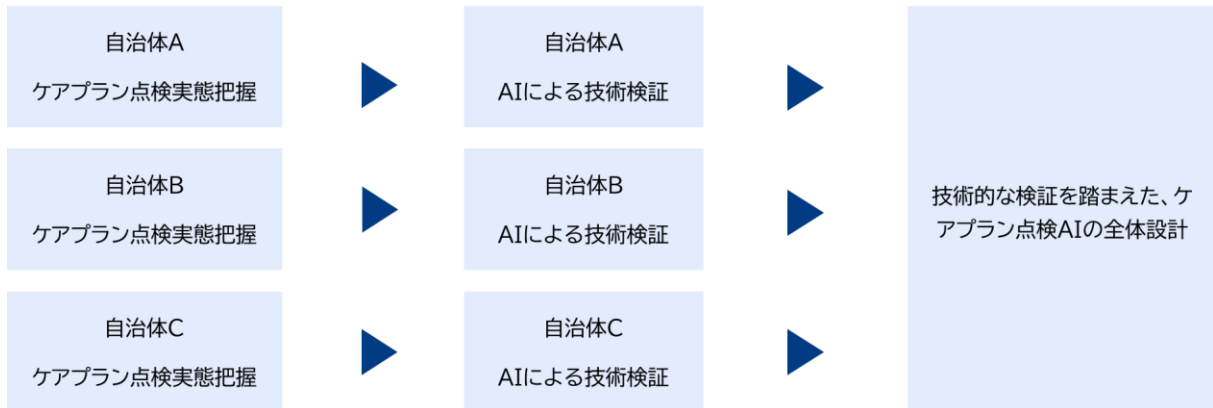 自治体A
ケアプラン点検実態把握
自治体A
AIによる技術検証
自治体B
ケアプラン点検実態把握
自治体B
AIによる技術検証
自治体C
ケアプラン点検実態把握
自治体C
AIによる技術検証
技術的な検証を踏まえた、ケ
アプラン点検AIの全体設計